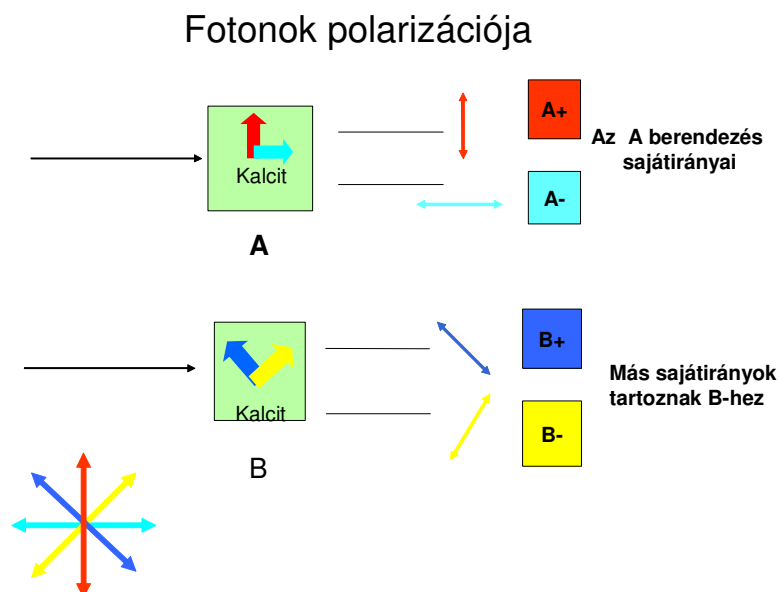 Fotonok polarizációja
Kalcit
A
A+
A-
Az A berendezés
sajátirányai
Kalcit
B
B+
B-
Más sajátirányok
tartoznak B-hez